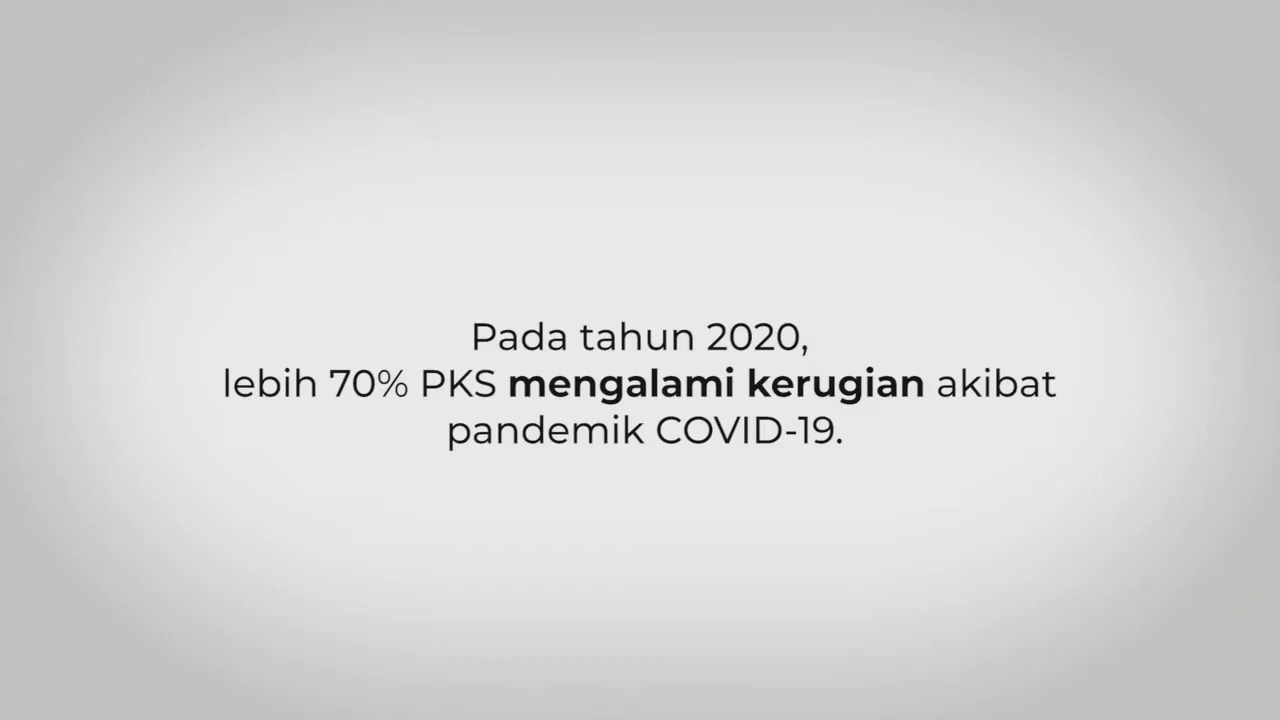 Pada tahun 2020,
lebih 70% PKS mengalami kerugian akibat
pandemik COVID-19.